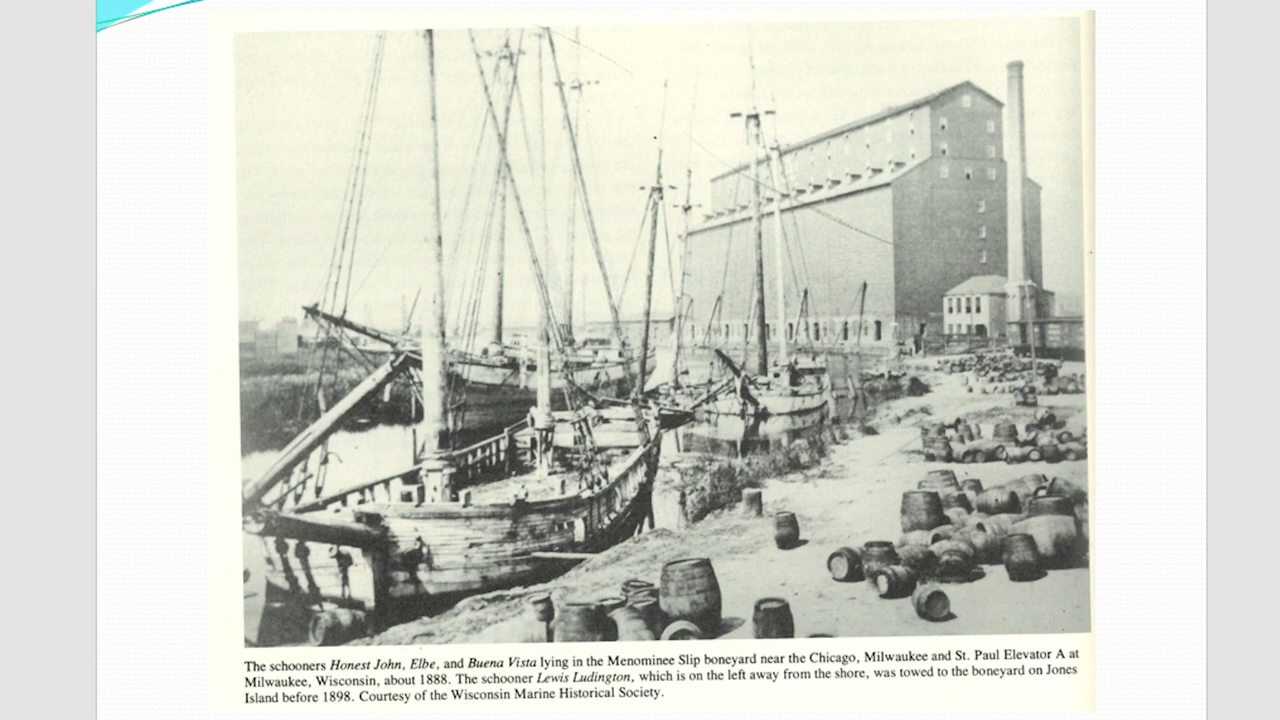 The schooners Honest John, Elbe, and Buena Vista lying in the Menominee Slip boneyard near the Chicago, Milwaukee and St. Paul Elevator A at
Milwaukee, Wisconsin, about 1888. The schooner Lewis Ludington, which is on the left away from the shore, was towed to the boneyard on Jones
Island before 1898. Courtesy of the Wisconsin Marine Historical Society.